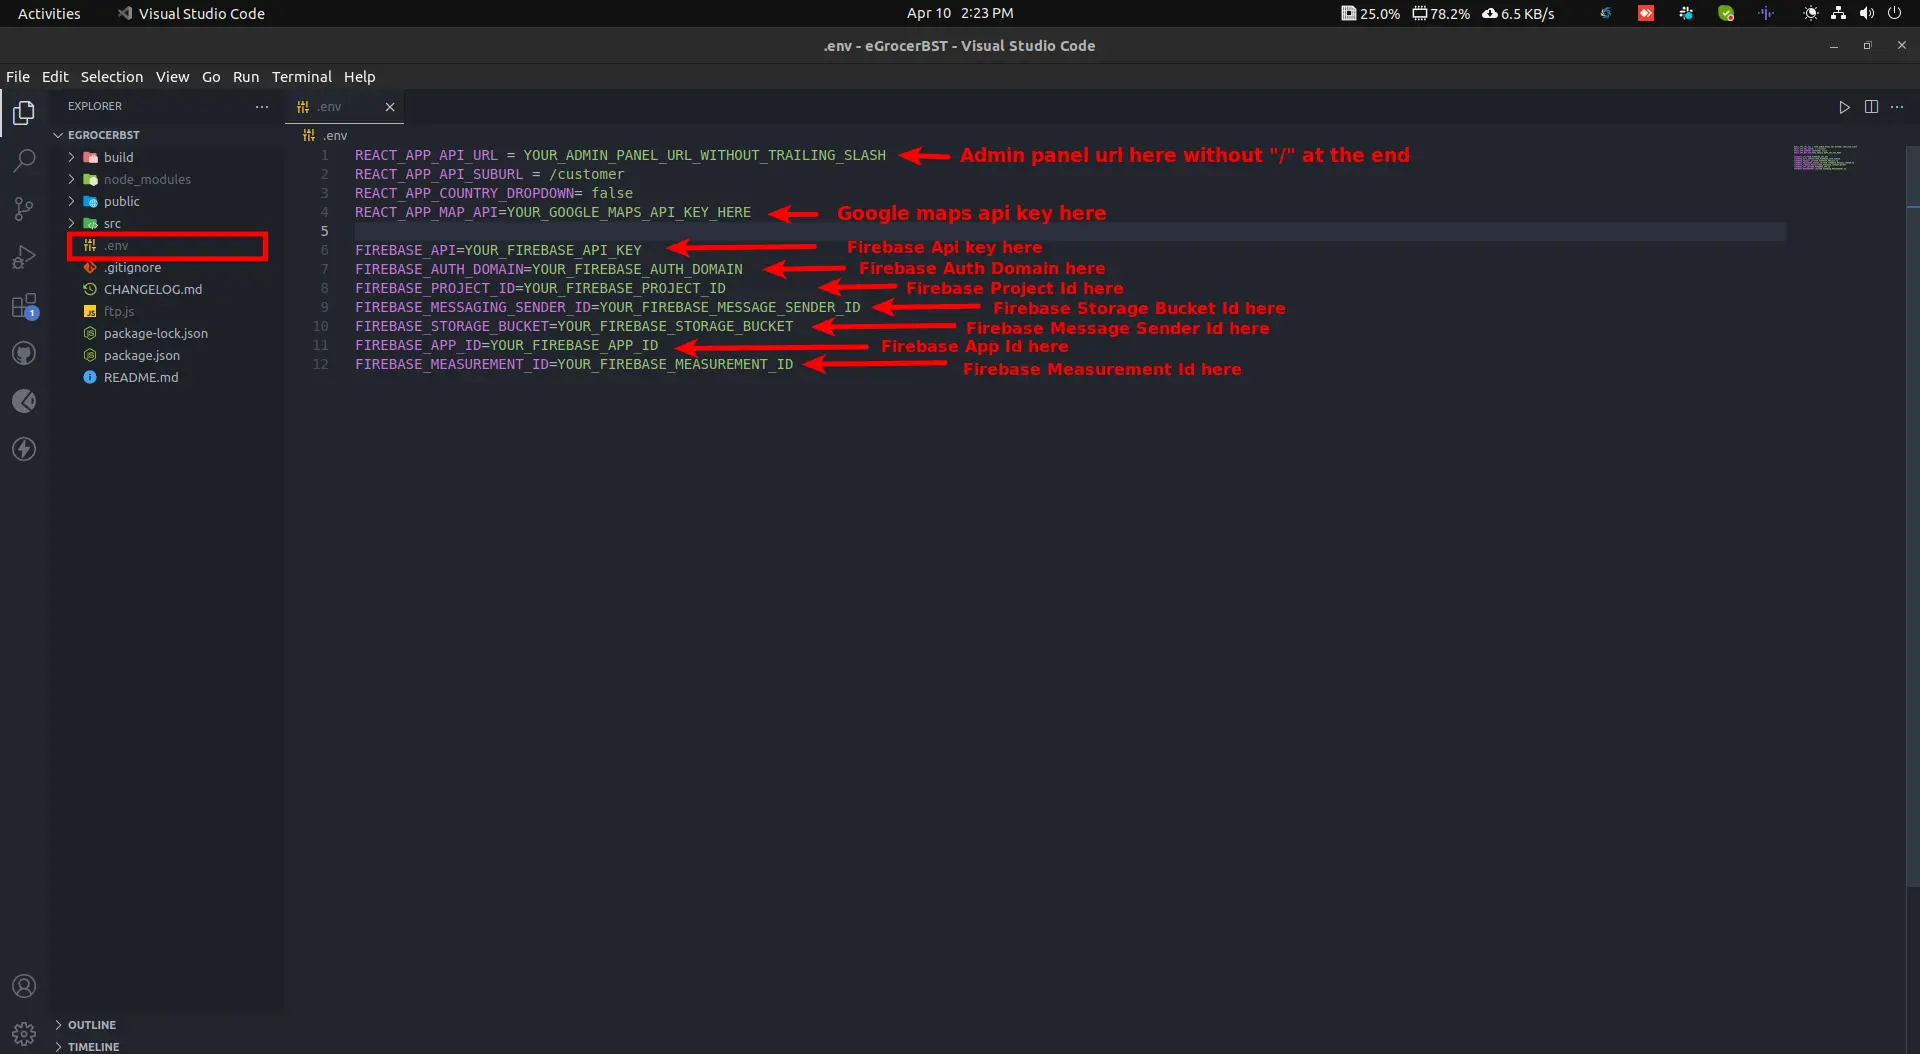 Activities Visual Studio Code Apr 10 2:23 PM 25.0% 78.2% 6.5 KB/s
.env - eGrocerBST - Visual Studio Code
File Edit Selection View Go Run Terminal Help
EXPLORER
EGROCERBST
build
node_modules
public
src
.env
.gitignore
CHANGELOG.md
ftp.js
package-lock.json
package.json
README.md
OUTLINE
TIMELINE
1
.env
.env
1 REACT_APP_API_URL = YOUR_ADMIN_PANEL_URL_WITHOUT_TRAILING_SLASH Admin panel url here without "/" at the end
2 REACT_APP_API_SUBURL = /customer
3 REACT_APP_COUNTRY_DROPDOWN= false
4 REACT_APP_MAP_API=YOUR_GOOGLE_MAPS_API_KEY_HERE Google maps api key here
5
6 FIREBASE_API=YOUR_FIREBASE_API_KEY Firebase Api key here
7 FIREBASE_AUTH_DOMAIN=YOUR_FIREBASE_AUTH_DOMAIN Firebase Auth Domain here
8 FIREBASE_PROJECT_ID=YOUR_FIREBASE_PROJECT_ID Firebase Project Id here
9 FIREBASE_MESSAGING_SENDER_ID=YOUR_FIREBASE_MESSAGE_SENDER_ID Firebase Storage Bucket Id here
10 FIREBASE_STORAGE_BUCKET=YOUR_FIREBASE_STORAGE_BUCKET Firebase Message Sender Id here
11 FIREBASE_APP_ID=YOUR_FIREBASE_APP_ID Firebase App Id here
12 FIREBASE_MEASUREMENT_ID=YOUR_FIREBASE_MEASUREMENT_ID Firebase Measurement Id here